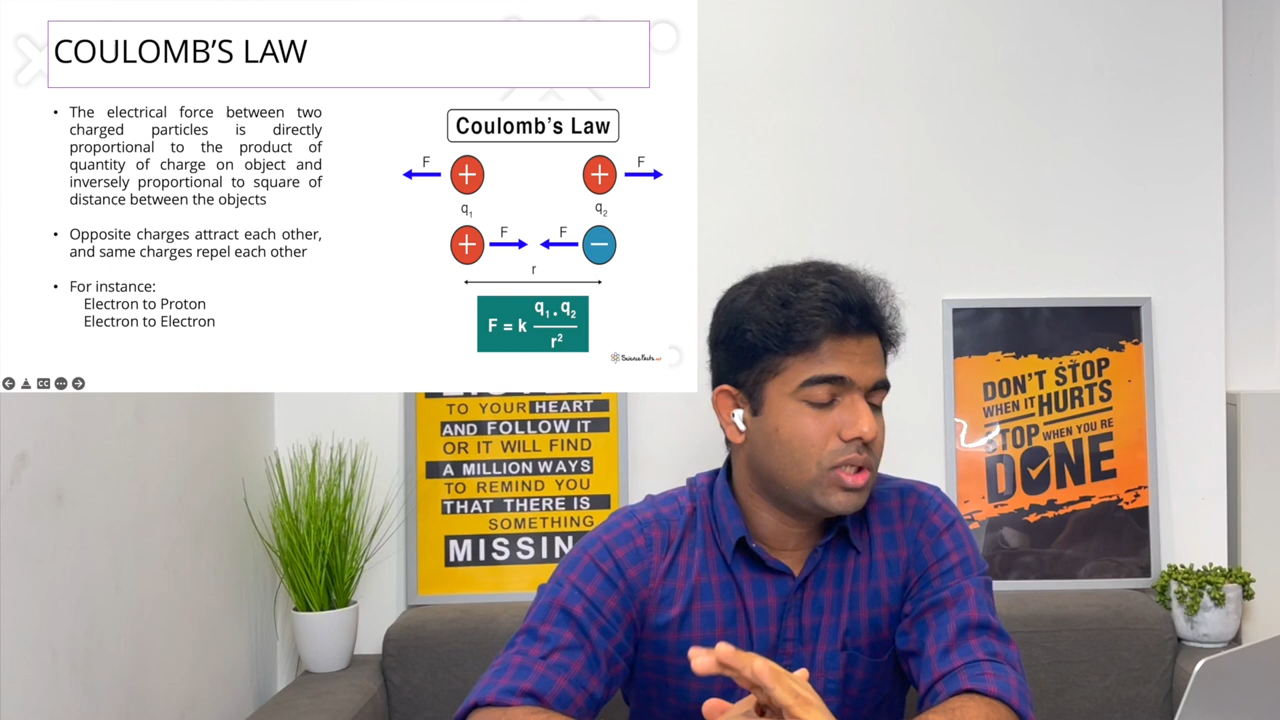 COULOMB'S LAW
• The electrical force between two
charged particles is directly
proportional to the product of
quantity of charge on object and
inversely proportional to square of
distance between the objects
• Opposite charges attract each other,
and same charges repel each other
• For instance:
Electron to Proton
Electron to Electron
Coulomb's Law
F + + F
q₁ q₂
+ F F −
r
F = k q₁ . q₂ / r²
ScienceFacts.net
CC
TO YOUR HEART
AND FOLLOW IT
OR IT WILL FIND
A MILLION WAYS
TO REMIND YOU
THAT THERE IS
SOMETHING
MISSIN
DON'T STOP
WHEN IT HURTS
STOP WHEN YOU'RE
DONE